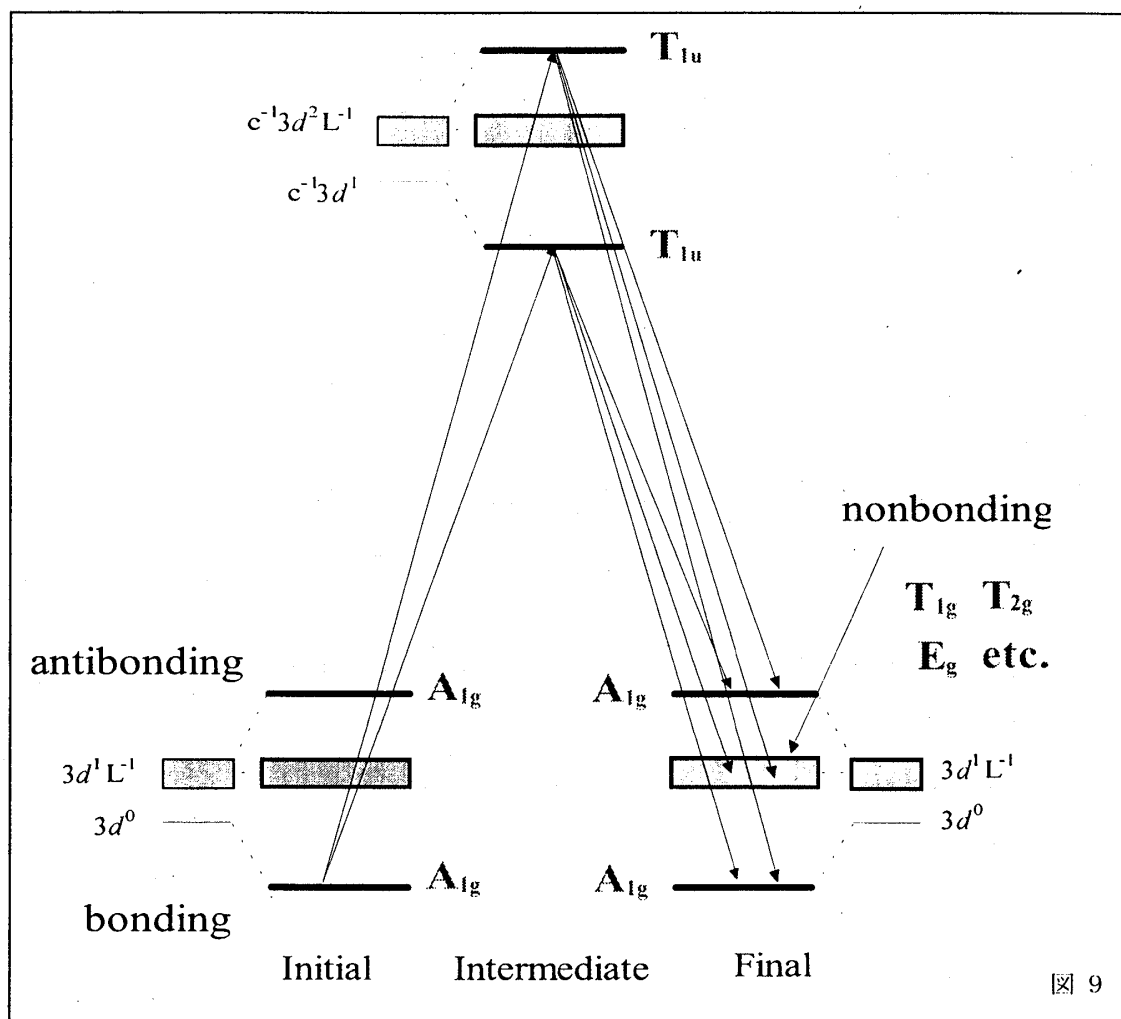 T₁ᵤ
c⁻¹3d²L⁻¹
c⁻¹3d¹
T₁ᵤ
nonbonding
T₁g T₂g
E_g etc.
antibonding
A₁g
A₁g
3d¹L⁻¹
3d⁰
3d¹L⁻¹
3d⁰
A₁g
A₁g
bonding
Initial Intermediate Final
図 9